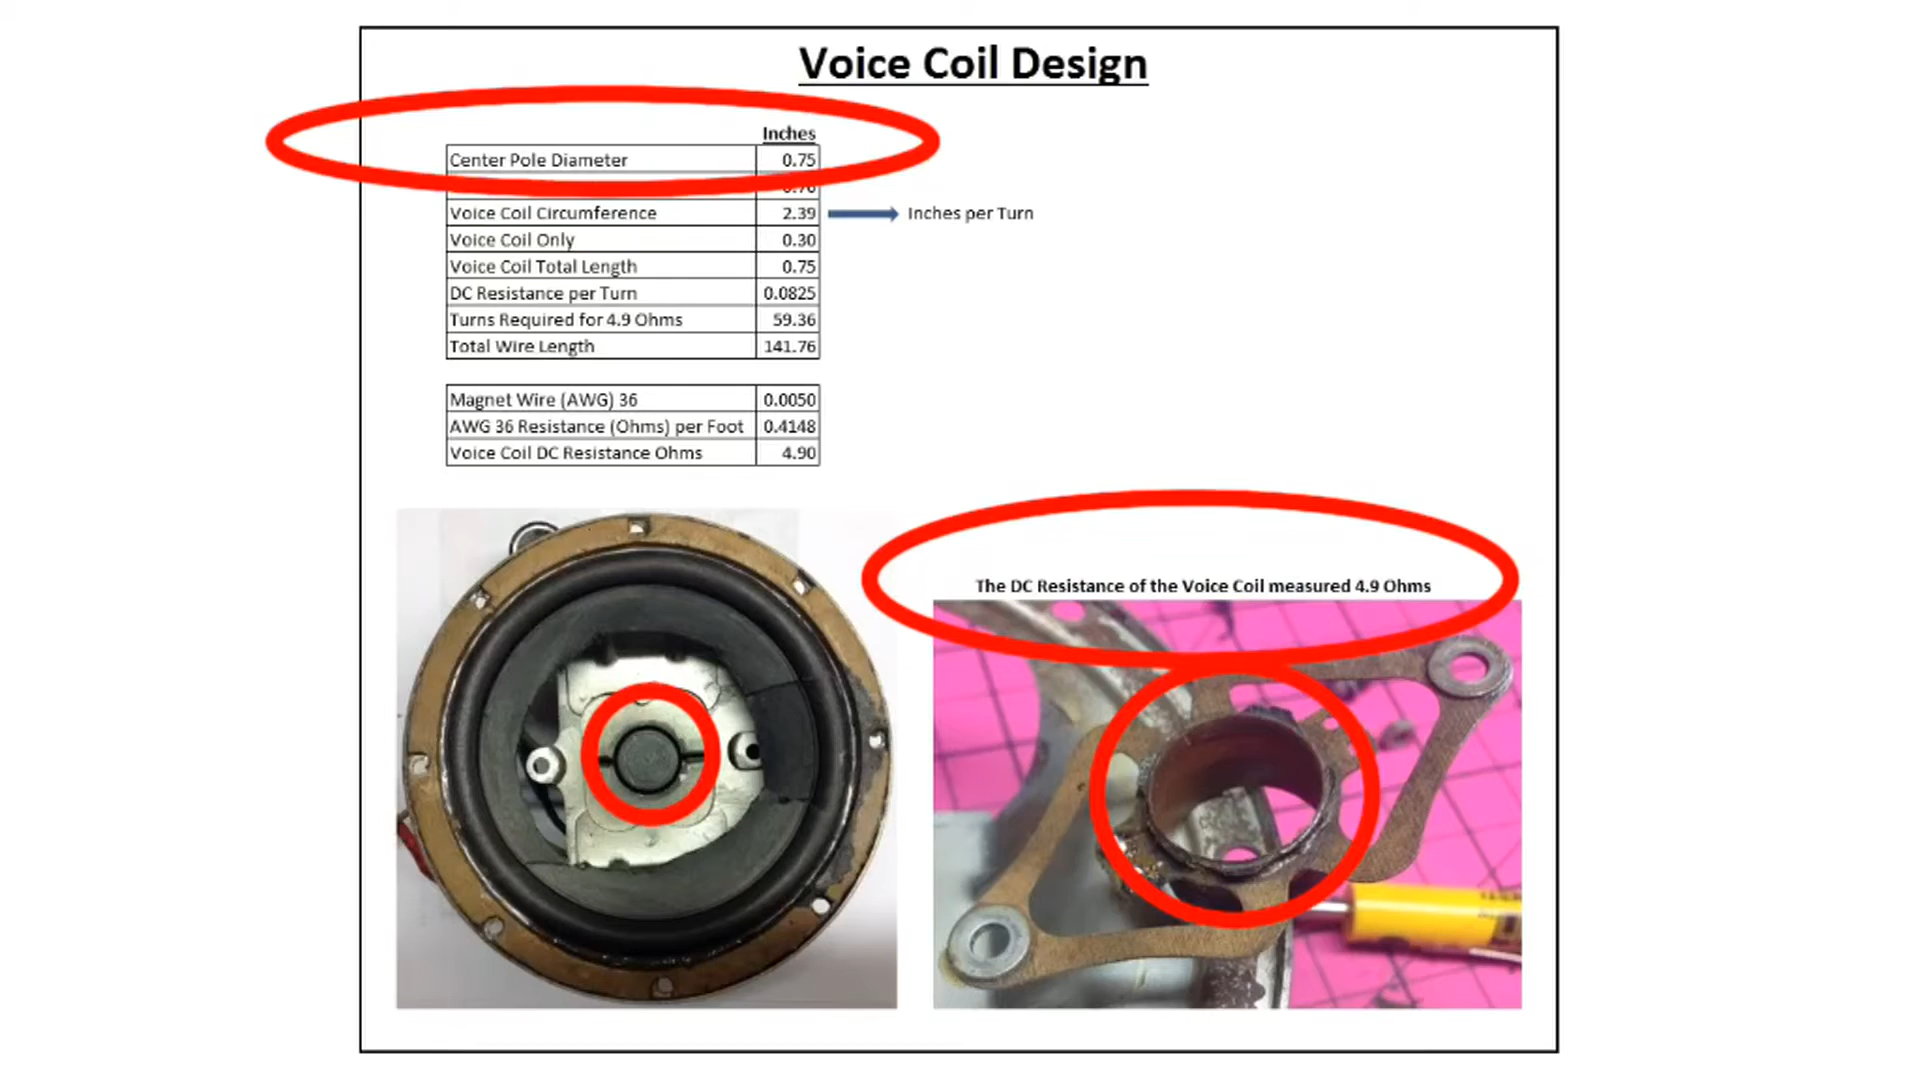 Voice Coil Design
Inches
Center Pole Diameter 0.75
0.76
Voice Coil Circumference 2.39 Inches per Turn
Voice Coil Only 0.30
Voice Coil Total Length 0.75
DC Resistance per Turn 0.0825
Turns Required for 4.9 Ohms 59.36
Total Wire Length 141.76
Magnet Wire (AWG) 36 0.0050
AWG 36 Resistance (Ohms) per Foot 0.4148
Voice Coil DC Resistance Ohms 4.90
The DC Resistance of the Voice Coil measured 4.9 Ohms